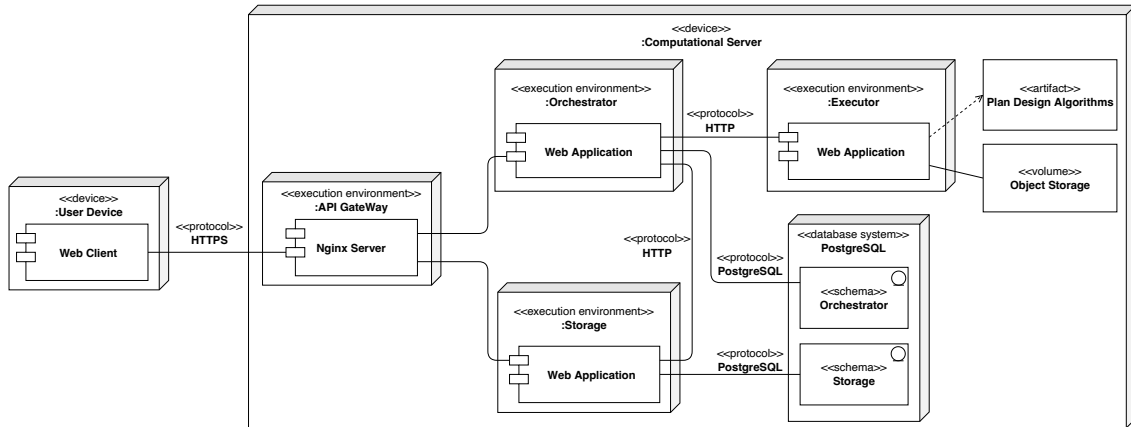 <<device>>
:Computational Server
<<execution environment>>
:Orchestrator
Web Application
<<protocol>>
HTTP
<<execution environment>>
:Executor
Web Application
<<artifact>>
Plan Design Algorithms
<<volume>>
Object Storage
<<device>>
:User Device
Web Client
<<protocol>>
HTTPS
<<execution environment>>
:API GateWay
Nginx Server
<<protocol>>
HTTP
<<protocol>>
PostgreSQL
<<database system>>
PostgreSQL
<<schema>>
Orchestrator
<<execution environment>>
:Storage
Web Application
<<protocol>>
PostgreSQL
<<schema>>
Storage